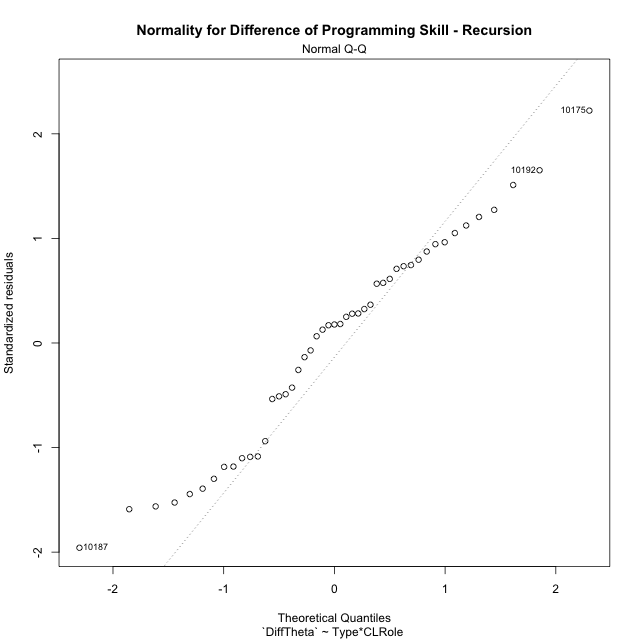 Normality for Difference of Programming Skill - Recursion
Normal Q-Q
2
1
0
-1
-2
Standardized residuals
10175
10192
10187
-2 -1 0 1 2
Theoretical Quantiles
`DiffTheta` ~ Type*CLRole